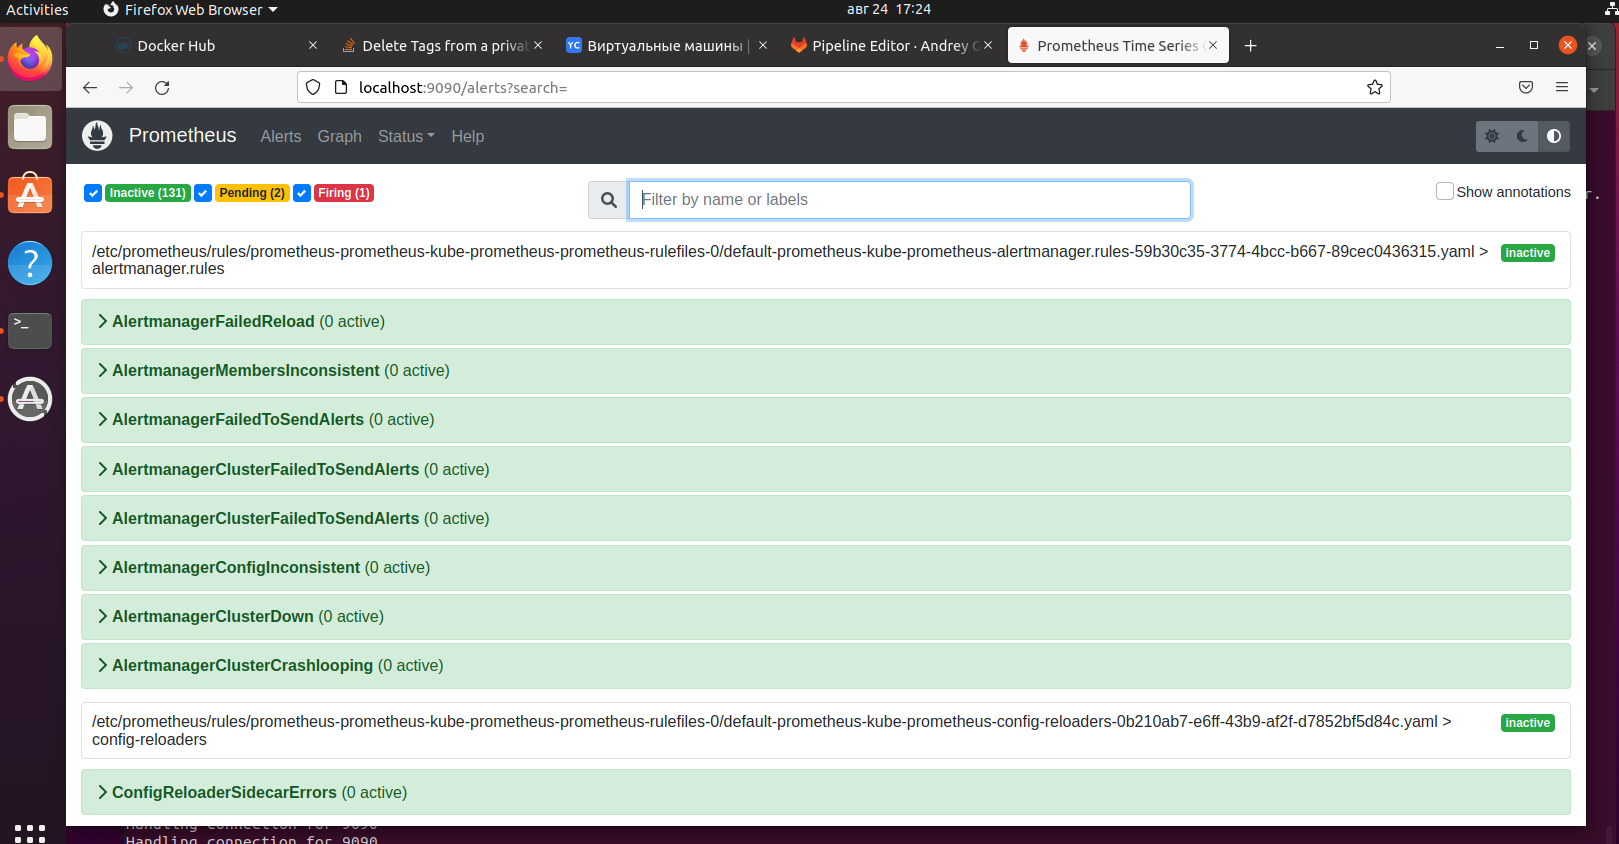 Activities
Firefox Web Browser
авг 24 17:24
Docker Hub
Delete Tags from a privat
YC
Виртуальные машины |
Pipeline Editor · Andrey
Prometheus Time Series
localhost:9090/alerts?search=
Prometheus
Alerts
Graph
Status
Help
Inactive (131)
Pending (2)
Firing (1)
Filter by name or labels
Show annotations
/etc/prometheus/rules/prometheus-prometheus-kube-prometheus-prometheus-rulefiles-0/default-prometheus-kube-prometheus-alertmanager.rules-59b30c35-3774-4bcc-b667-89cec0436315.yaml >
alertmanager.rules
inactive
AlertmanagerFailedReload (0 active)
AlertmanagerMembersInconsistent (0 active)
AlertmanagerFailedToSendAlerts (0 active)
AlertmanagerClusterFailedToSendAlerts (0 active)
AlertmanagerClusterFailedToSendAlerts (0 active)
AlertmanagerConfigInconsistent (0 active)
AlertmanagerClusterDown (0 active)
AlertmanagerClusterCrashlooping (0 active)
/etc/prometheus/rules/prometheus-prometheus-kube-prometheus-prometheus-rulefiles-0/default-prometheus-kube-prometheus-config-reloaders-0b210ab7-e6ff-43b9-af2f-d7852bf5d84c.yaml >
config-reloaders
inactive
ConfigReloaderSidecarErrors (0 active)
Handling connection for 9090
Handling connection for 9090